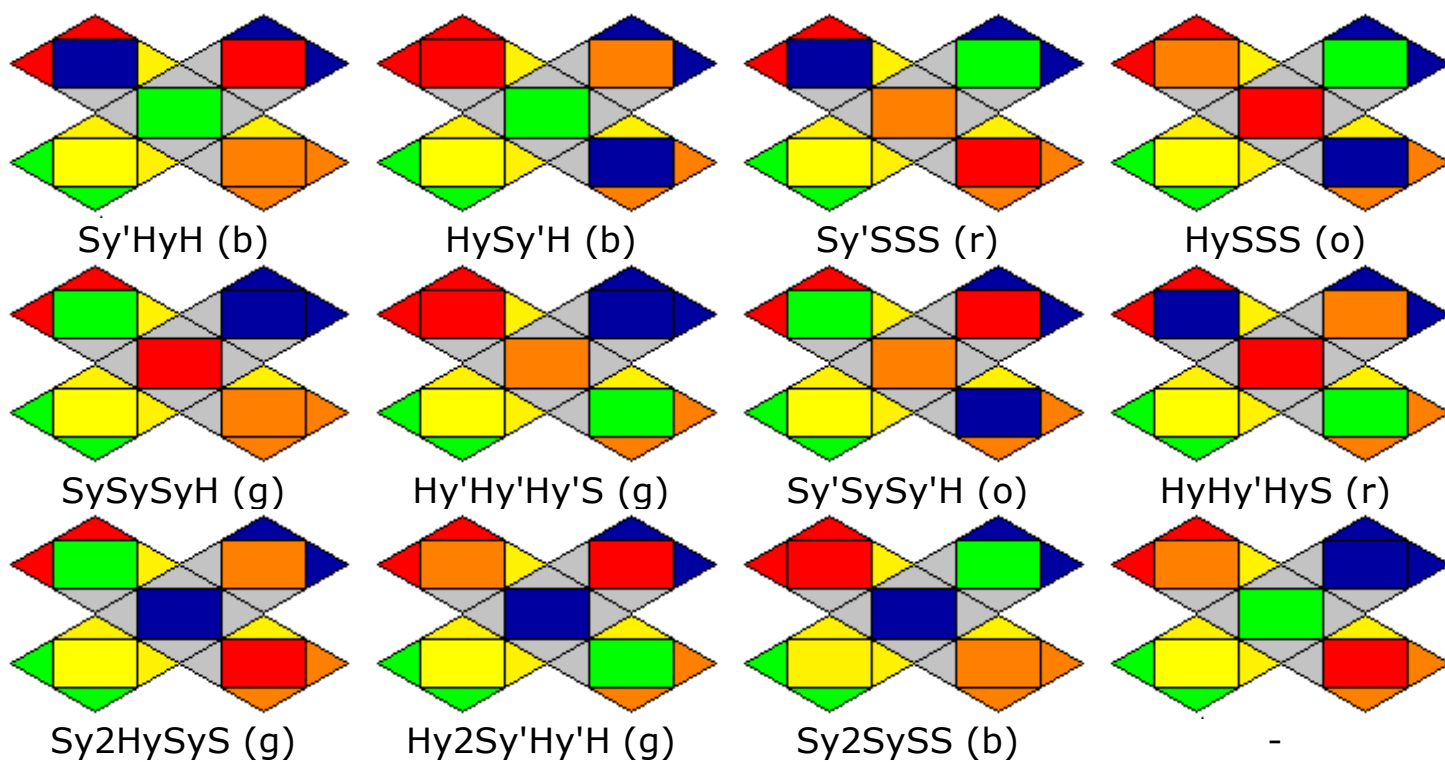 Sy'HyH (b) HySy'H (b) Sy'SSS (r) HySSS (o)
SySySyH (g) Hy'Hy'Hy'S (g) Sy'SySy'H (o) HyHy'HyS (r)
Sy2HySyS (g) Hy2Sy'Hy'H (g) Sy2SySS (b) -